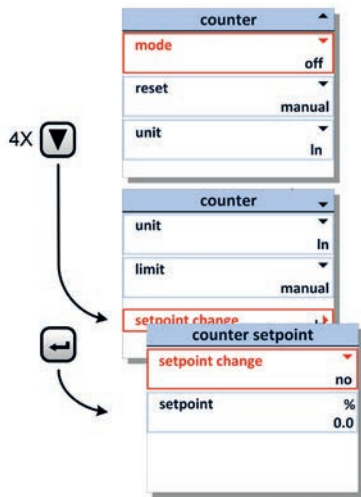 counter
mode
off
reset
manual
unit
ln
4X
counter
unit
ln
limit
manual
setpoint change
counter setpoint
setpoint change
no
setpoint %
0.0